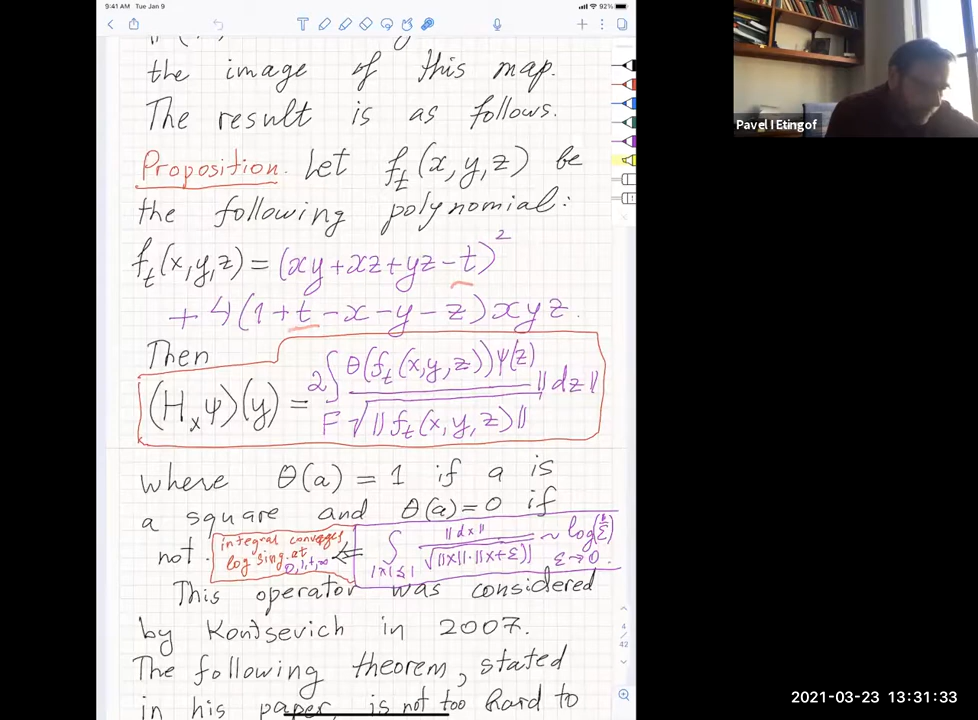 9:41 AM Tue Jan 9
92%
the image of this map.
The result is as follows.
Proposition. Let f_t(x,y,z) be
the following polynomial:
f_t(x,y,z) = (xy+xz+yz-t)^2
+4(1+t-x-y-z)xyz.
Then
(H_xψ)(y) = 2∫_F θ(f_t(x,y,z))ψ(z)/√||f_t(x,y,z)|| ||dz||
where θ(a) = 1 if a is
a square and θ(a)=0 if
not.
integral converges
log sing. at
0,1,t,∞
⇐ ∫_{|x|≤1} ||dx||/√||x||·||x+ε|| ~ log(1/ε)
ε→0.
This operator was considered
by Kontsevich in 2007.
The following theorem, stated
in his paper, is not too hard to
4
/
42
Pavel I Etingof
2021-03-23 13:31:33